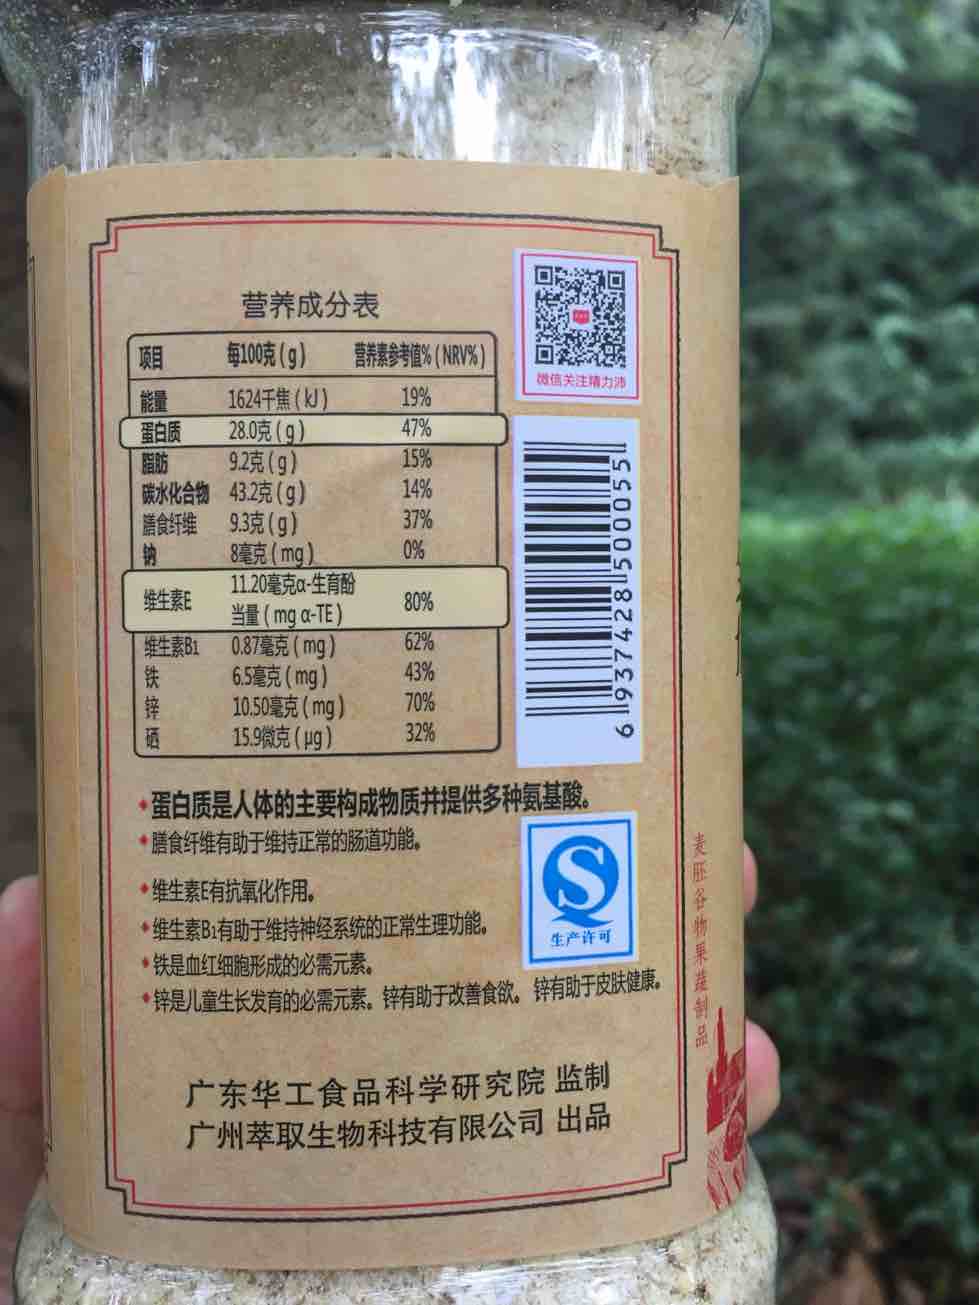 营养成分表
项目 每100克(g) 营养素参考值%(NRV%)
能量 1624千焦(kJ) 19%
蛋白质 28.0克(g) 47%
脂肪 9.2克(g) 15%
碳水化合物 43.2克(g) 14%
膳食纤维 9.3克(g) 37%
钠 8毫克(mg) 0%
维生素E 11.20毫克α-生育酚
当量(mg α-TE) 80%
维生素B1 0.87毫克(mg) 62%
铁 6.5毫克(mg) 43%
锌 10.50毫克(mg) 70%
硒 15.9微克(μg) 32%
微信关注精力沛
6937428500055
蛋白质是人体的主要构成物质并提供多种氨基酸。
膳食纤维有助于维持正常的肠道功能。
维生素E有抗氧化作用。
维生素B1有助于维持神经系统的正常生理功能。
铁是血红细胞形成的必需元素。
锌是儿童生长发育的必需元素。锌有助于改善食欲。 锌有助于皮肤健康。
生产许可
广东华工食品科学研究院 监制
广州萃取生物科技有限公司 出品
麦胚谷物果蔬制品